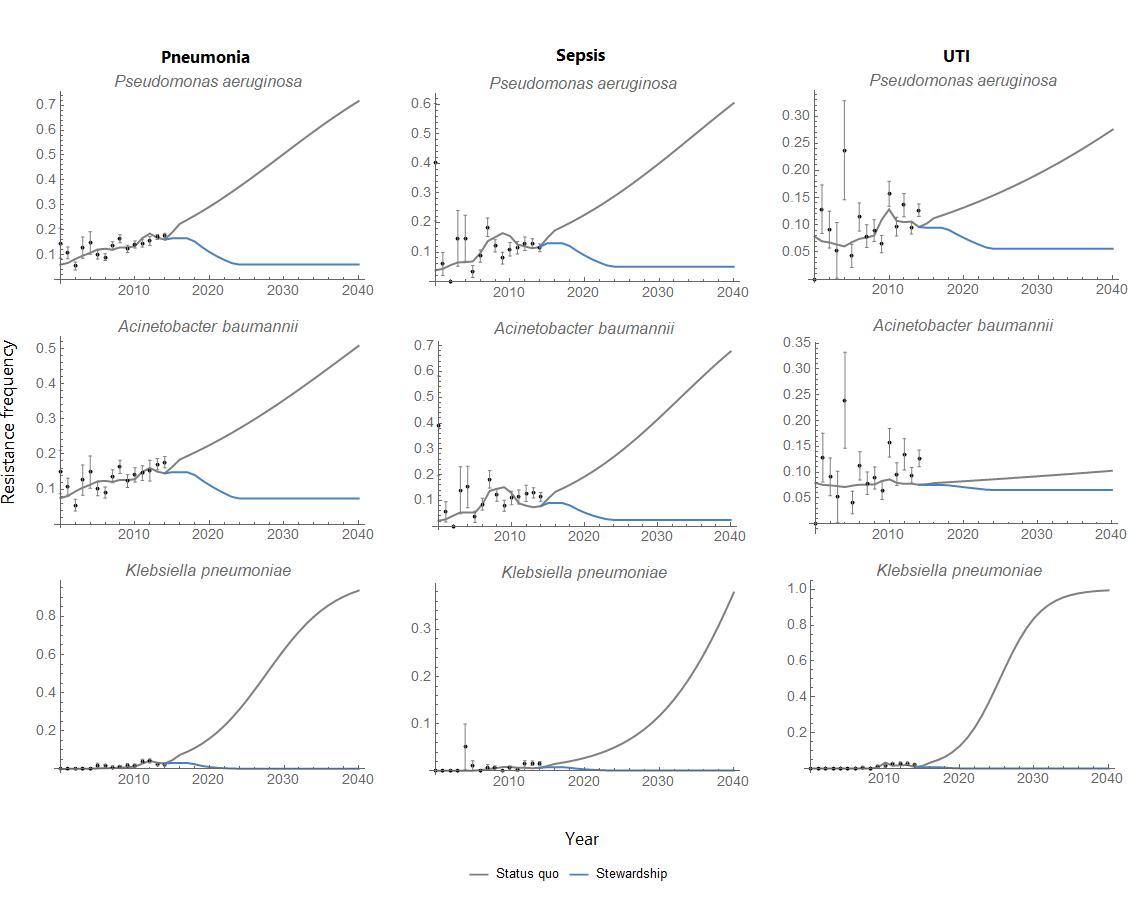 Pneumonia
Sepsis
UTI
Pseudomonas aeruginosa
Pseudomonas aeruginosa
Pseudomonas aeruginosa
0.7
0.6
0.5
0.4
0.3
0.2
0.1
2010 2020 2030 2040
0.6
0.5
0.4
0.3
0.2
0.1
2010 2020 2030 2040
0.30
0.25
0.20
0.15
0.10
0.05
2010 2020 2030 2040
Acinetobacter baumannii
Acinetobacter baumannii
Acinetobacter baumannii
0.5
0.4
0.3
0.2
0.1
2010 2020 2030 2040
0.7
0.6
0.5
0.4
0.3
0.2
0.1
2010 2020 2030 2040
0.35
0.30
0.25
0.20
0.15
0.10
0.05
2010 2020 2030 2040
Resistance frequency
Klebsiella pneumoniae
Klebsiella pneumoniae
Klebsiella pneumoniae
0.8
0.6
0.4
0.2
2010 2020 2030 2040
0.3
0.2
0.1
2010 2020 2030 2040
1.0
0.8
0.6
0.4
0.2
2010 2020 2030 2040
Year
Status quo Stewardship